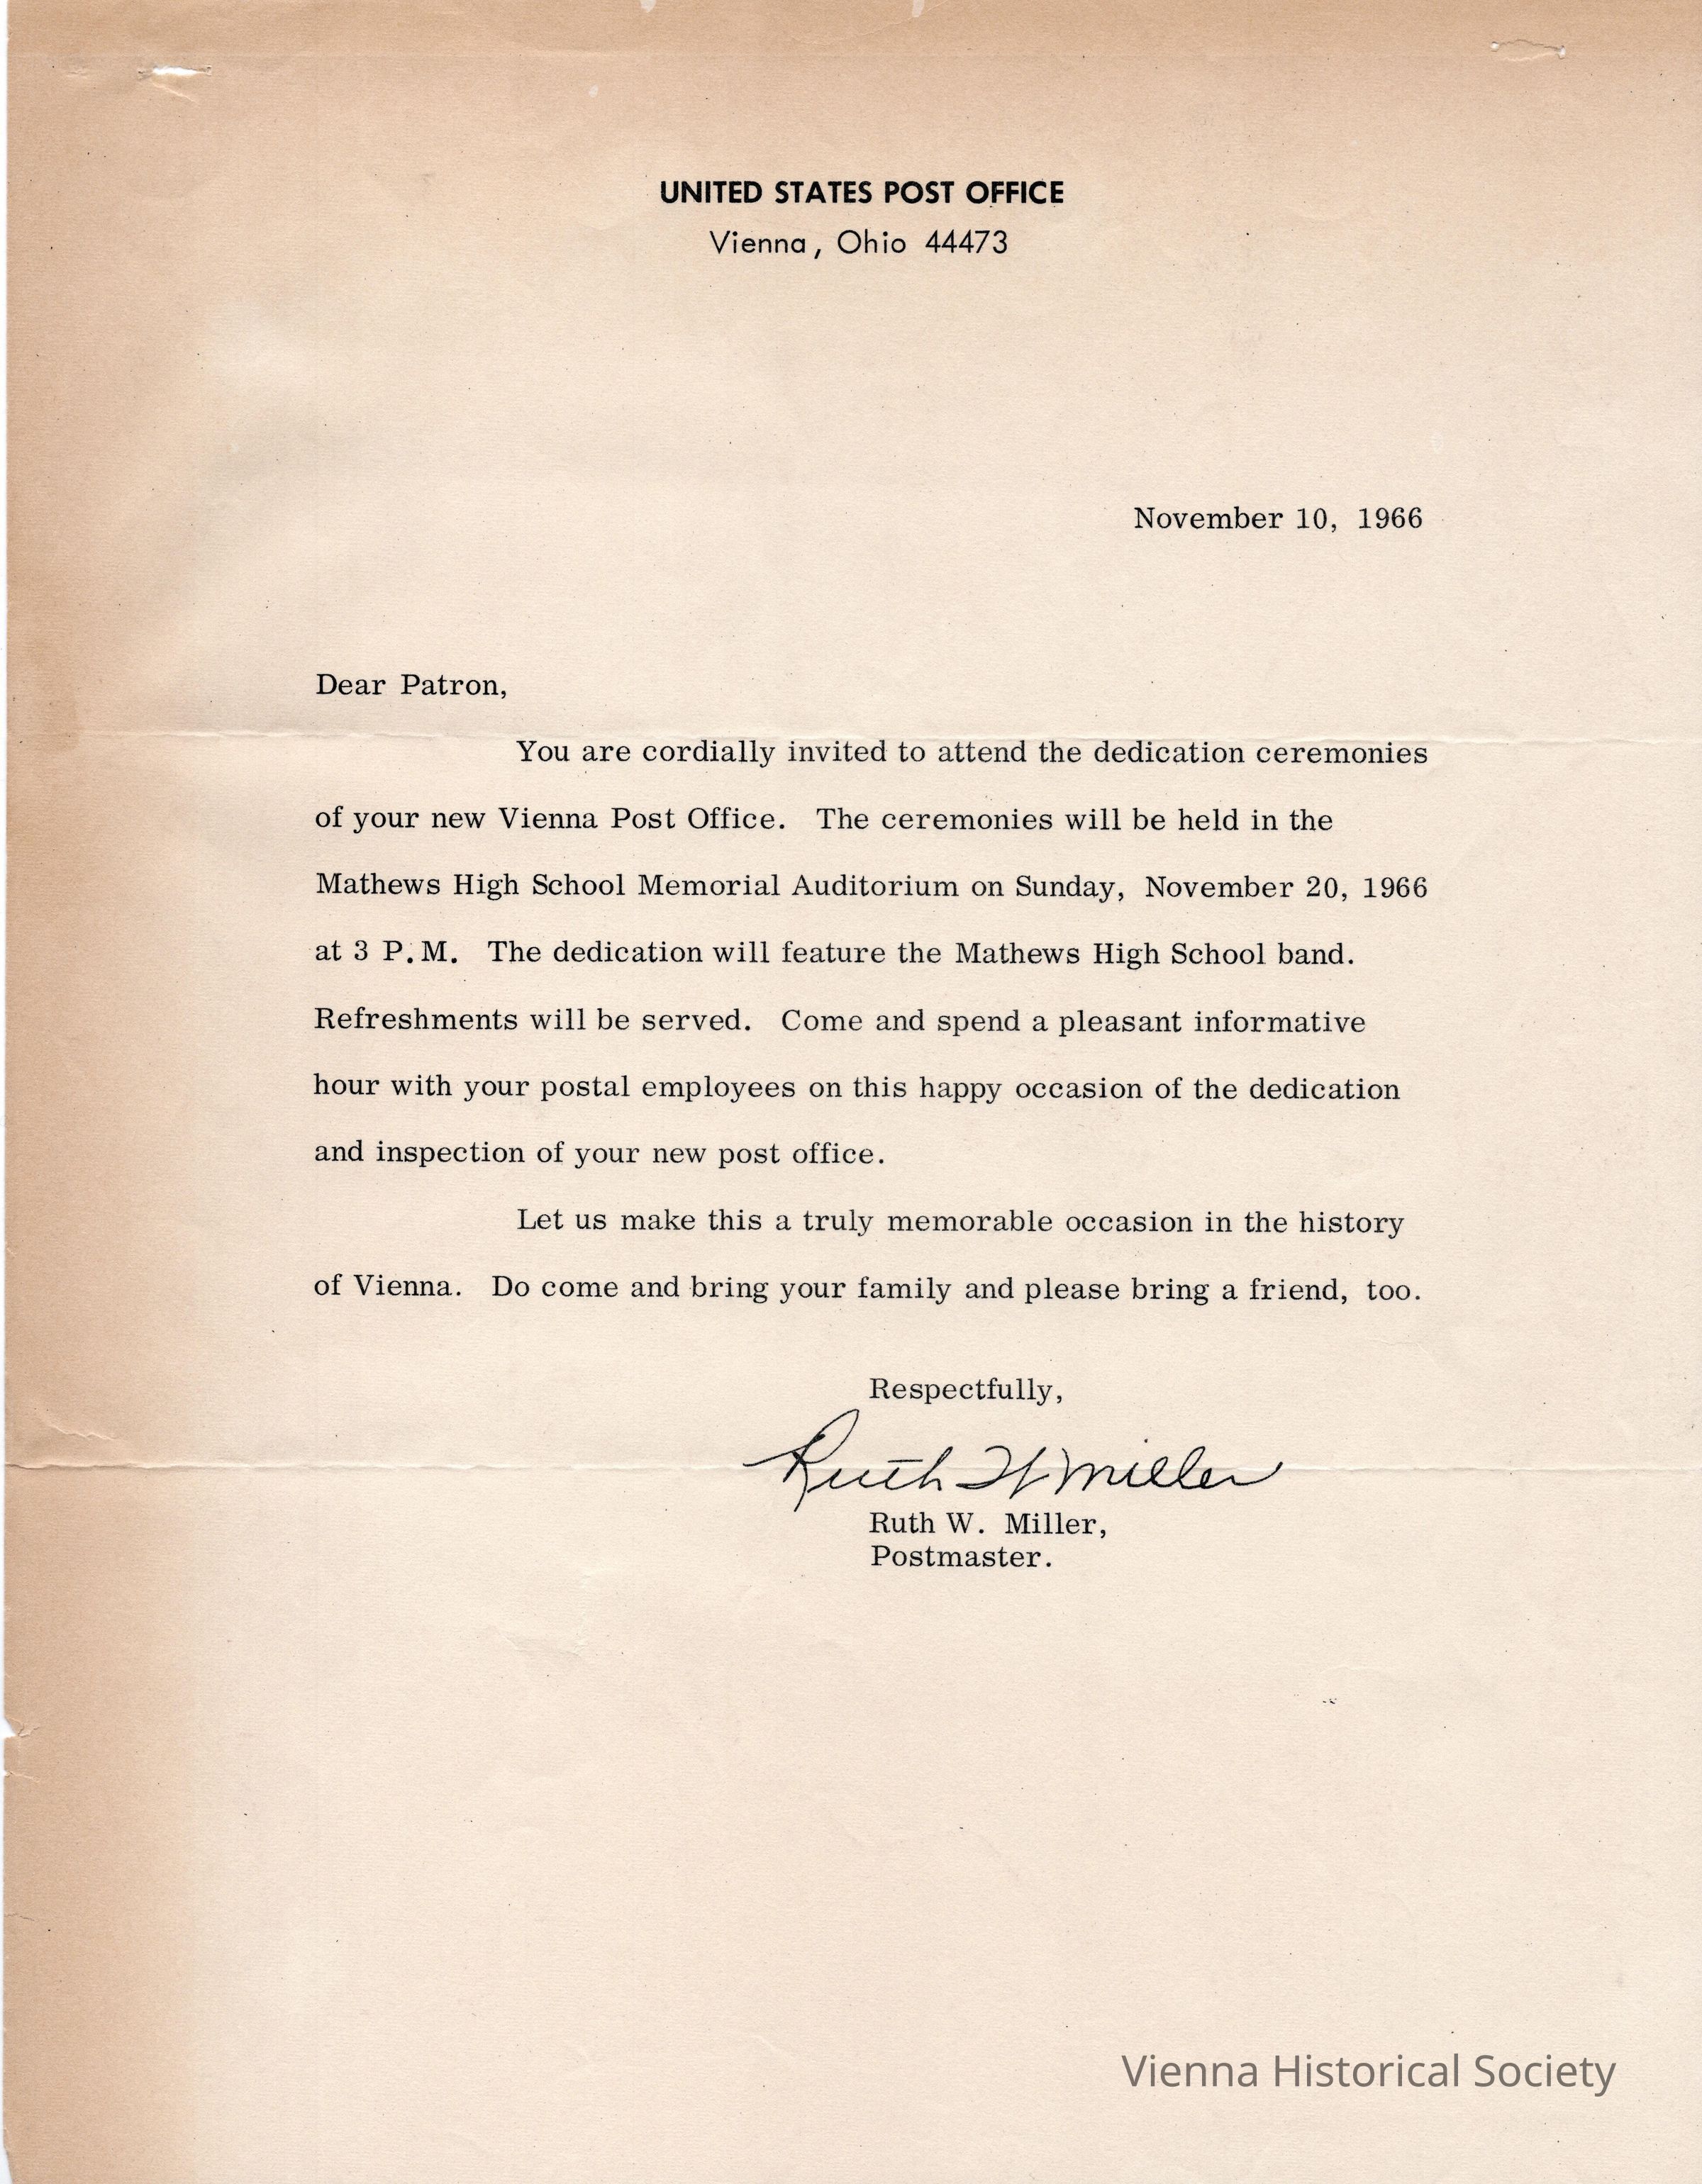 UNITED STATES POST OFFICE
Vienna, Ohio 44473
November 10, 1966
Dear Patron,
You are cordially invited to attend the dedication ceremonies
of your new Vienna Post Office. The ceremonies will be held in the
Mathews High School Memorial Auditorium on Sunday, November 20, 1966
at 3 P.M. The dedication will feature the Mathews High School band.
Refreshments will be served. Come and spend a pleasant informative
hour with your postal employees on this happy occasion of the dedication
and inspection of your new post office.
Let us make this a truly memorable occasion in the history
of Vienna. Do come and bring your family and please bring a friend, too.
Respectfully,
Ruth W Miller
Ruth W. Miller,
Postmaster.
Vienna Historical Society